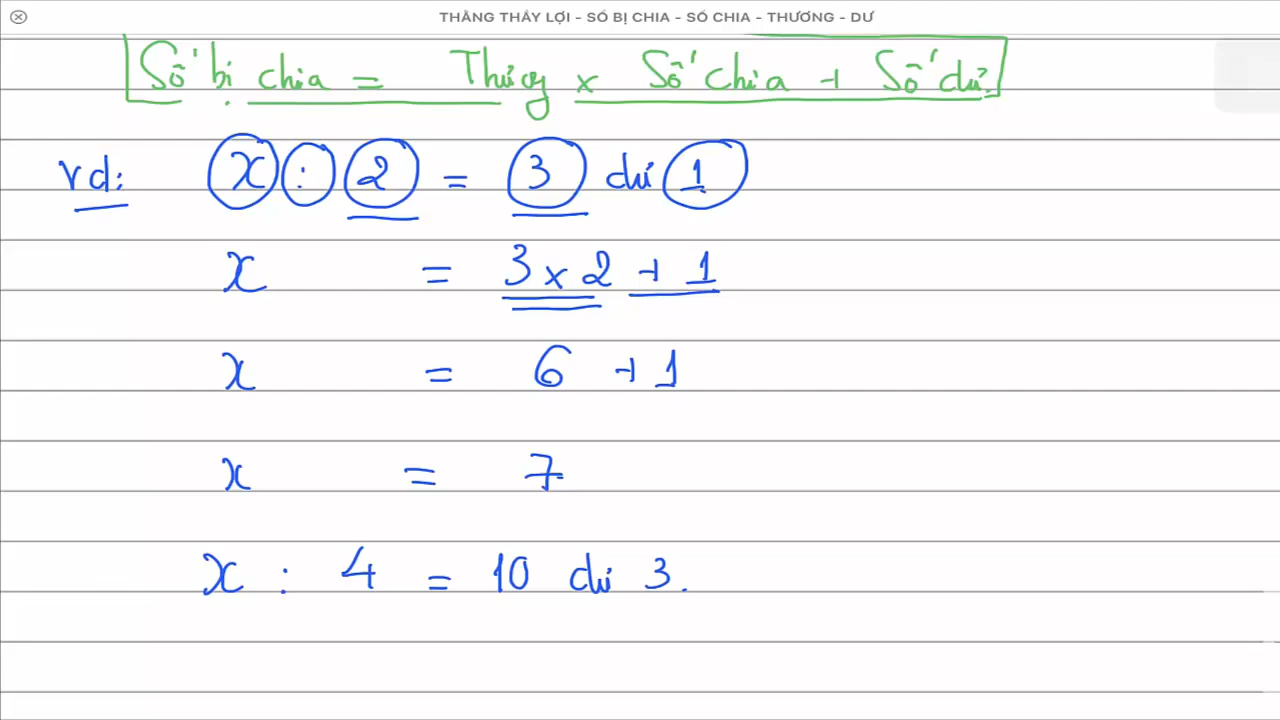 THẰNG THẦY LỢI - SỐ BỊ CHIA - SỐ CHIA - THƯƠNG - DƯ
Số bị chia = Thương x Số chia + Số dư
vd: x : 2 = 3 dư 1
x = 3 x 2 + 1
x = 6 + 1
x = 7
x : 4 = 10 dư 3.